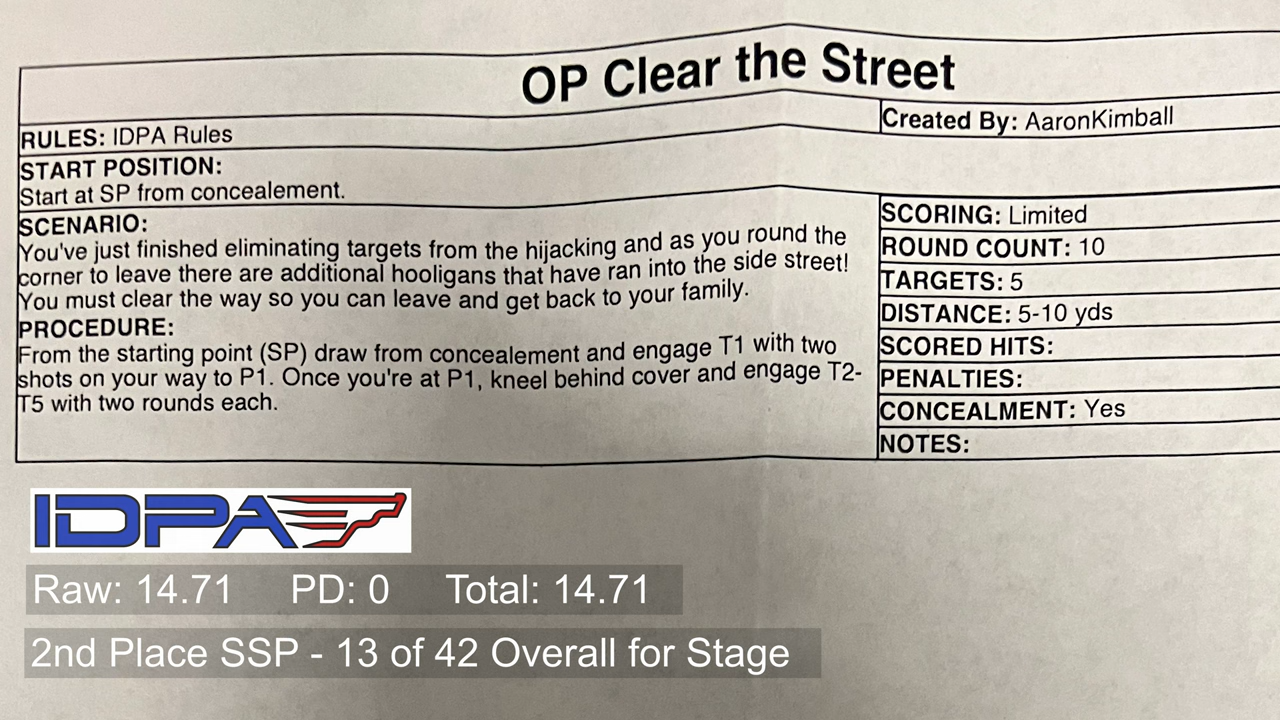 OP Clear the Street
RULES: IDPA Rules
Created By: AaronKimball
START POSITION:
Start at SP from concealement.
SCENARIO:
You've just finished eliminating targets from the hijacking and as you round the
corner to leave there are additional hooligans that have ran into the side street!
You must clear the way so you can leave and get back to your family.
PROCEDURE:
From the starting point (SP) draw from concealement and engage T1 with two
shots on your way to P1. Once you're at P1, kneel behind cover and engage T2-
T5 with two rounds each.
SCORING: Limited
ROUND COUNT: 10
TARGETS: 5
DISTANCE: 5-10 yds
SCORED HITS:
PENALTIES:
CONCEALMENT: Yes
NOTES:
IDPA
Raw: 14.71 PD: 0 Total: 14.71
2nd Place SSP - 13 of 42 Overall for Stage